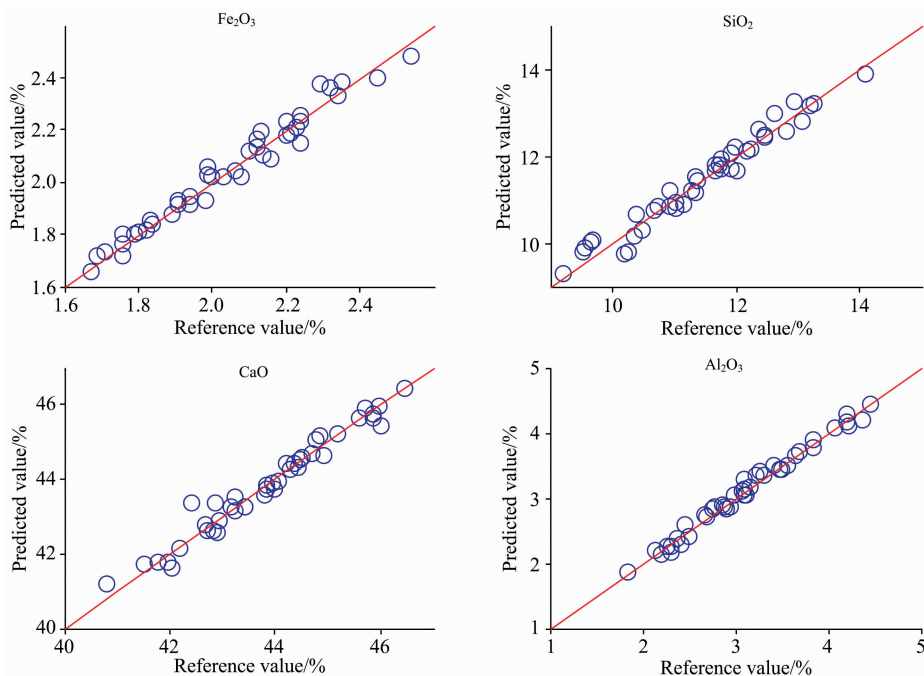 Fe₂O₃
Predicted value/%
2.4
2.2
2.0
1.8
1.6
1.6 1.8 2.0 2.2 2.4
Reference value/%
SiO₂
Predicted value/%
14
12
10
10 12 14
Reference value/%
CaO
Predicted value/%
46
44
42
40
40 42 44 46
Reference value/%
Al₂O₃
Predicted value/%
5
4
3
2
1
1 2 3 4 5
Reference value/%